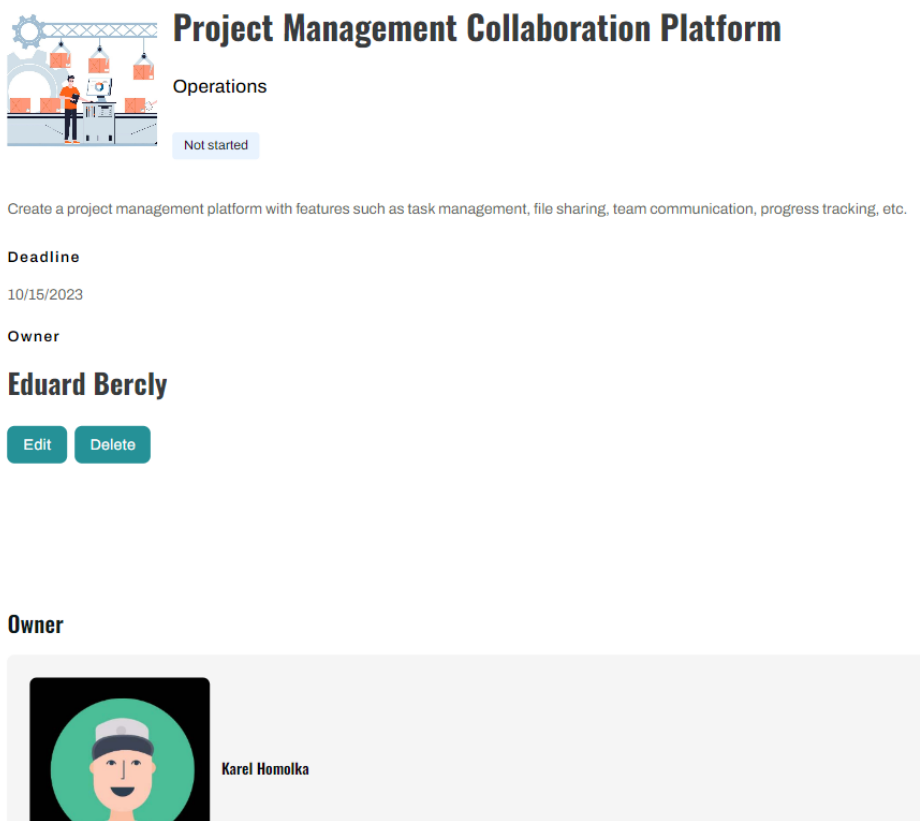 Project Management Collaboration Platform
Operations
Not started
Create a project management platform with features such as task management, file sharing, team communication, progress tracking, etc.
Deadline
10/15/2023
Owner
Eduard Bercly
Edit Delete
Owner
Karel Homolka